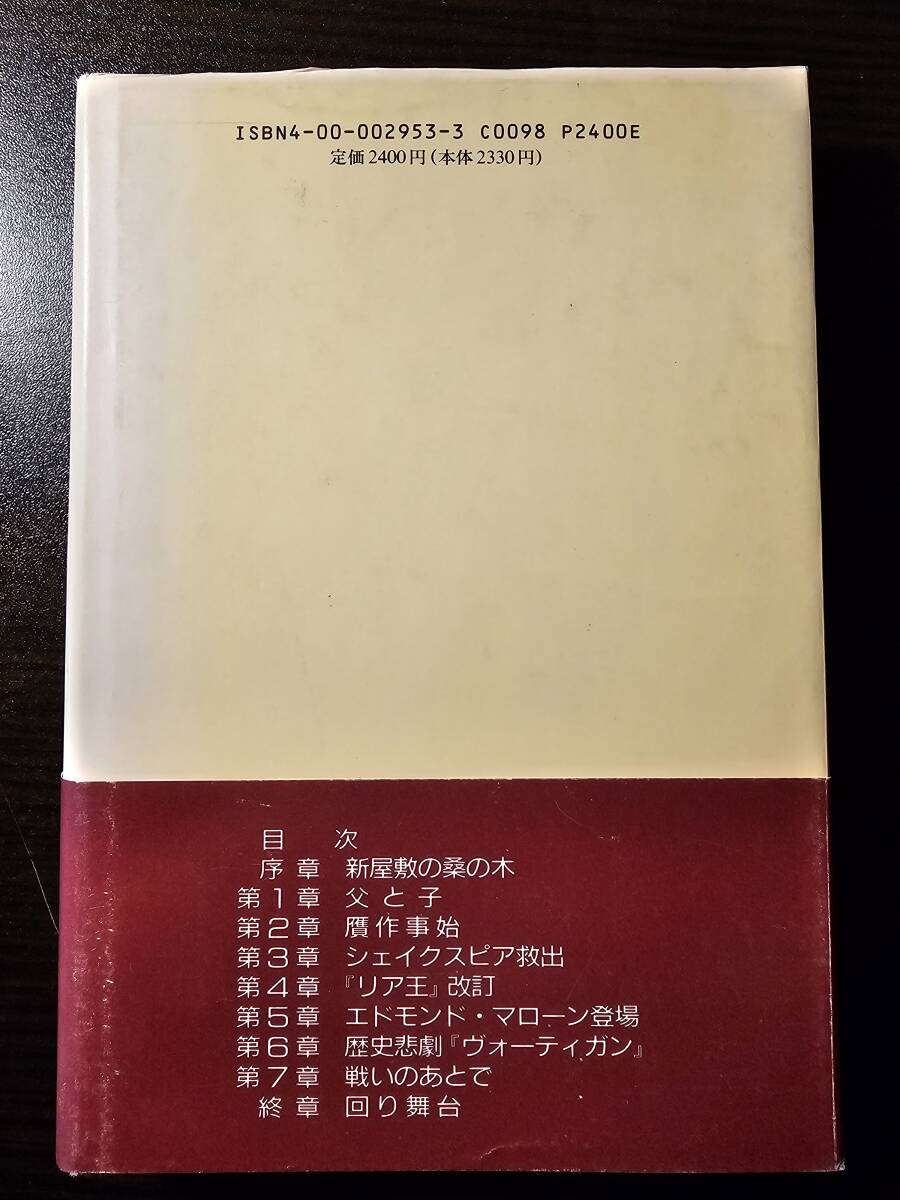 ISBN4-00-002953-3 C0098 P2400E
定価2400円(本体2330円)
目 次
序章 新屋敷の桑の木
第1章 父と子
第2章 贋作事始
第3章 シェイクスピア救出
第4章 『リア王』改訂
第5章 エドモンド・マローン登場
第6章 歴史悲劇『ヴォーティガン』
第7章 戦いのあとで
終章 回り舞台